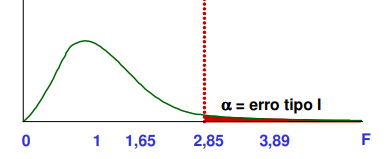 α = erro tipo I
0 1 1,65 2,85 3,89 F